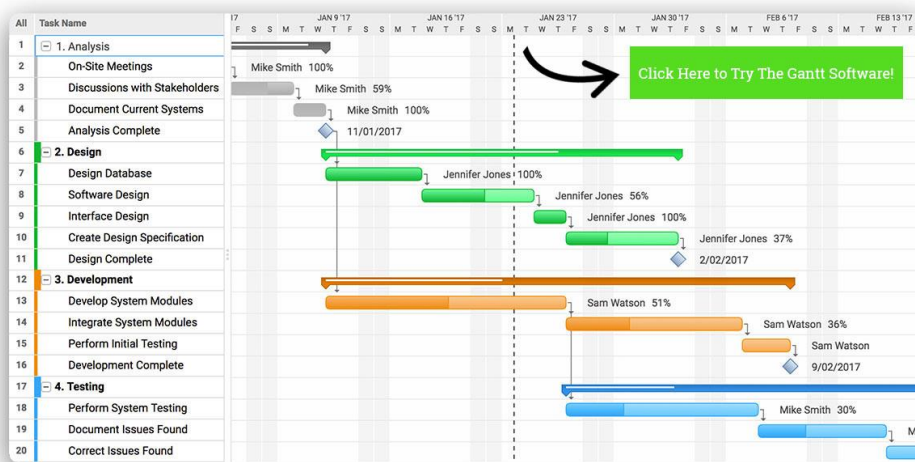 All Task Name 17 JAN 9 '17 JAN 16 '17 JAN 23 '17 JAN 30 '17 FEB 6 '17 FEB 13 '17
F S S M T W T F S S M T W T F S S M T W T F S S M T W T F S S M T W T F S S M T W T F
1 1. Analysis
2 On-Site Meetings Mike Smith 100%
3 Discussions with Stakeholders Mike Smith 59%
4 Document Current Systems Mike Smith 100%
5 Analysis Complete 11/01/2017
6 2. Design
7 Design Database Jennifer Jones 100%
8 Software Design Jennifer Jones 56%
9 Interface Design Jennifer Jones 100%
10 Create Design Specification Jennifer Jones 37%
11 Design Complete 2/02/2017
12 3. Development
13 Develop System Modules Sam Watson 51%
14 Integrate System Modules Sam Watson 36%
15 Perform Initial Testing Sam Watson
16 Development Complete 9/02/2017
17 4. Testing
18 Perform System Testing Mike Smith 30%
19 Document Issues Found M
20 Correct Issues Found
Click Here to Try The Gantt Software!